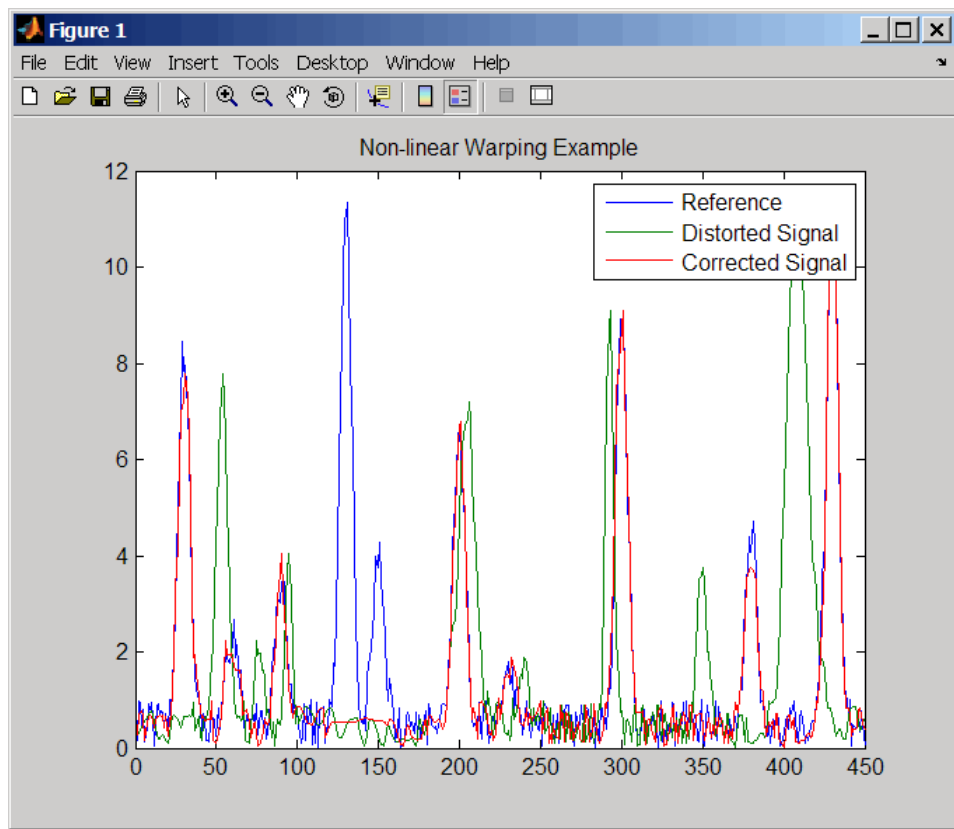 Figure 1
File Edit View Insert Tools Desktop Window Help
Non-linear Warping Example
12
10
8
6
4
2
0
Reference
Distorted Signal
Corrected Signal
0 50 100 150 200 250 300 350 400 450